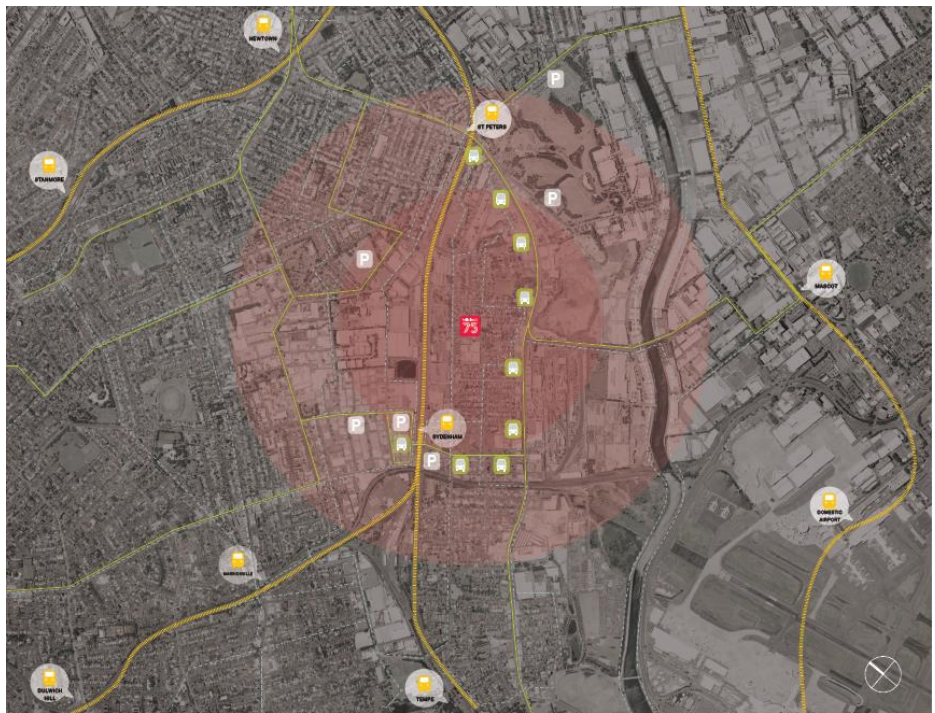 NEWTOWN
P
ST PETERS
STANMORE
P
P
MASCOT
75
P
P
SYDENHAM
P
DOMESTIC
AIRPORT
MARRICKVILLE
DULWICH
HILL
TEMPE